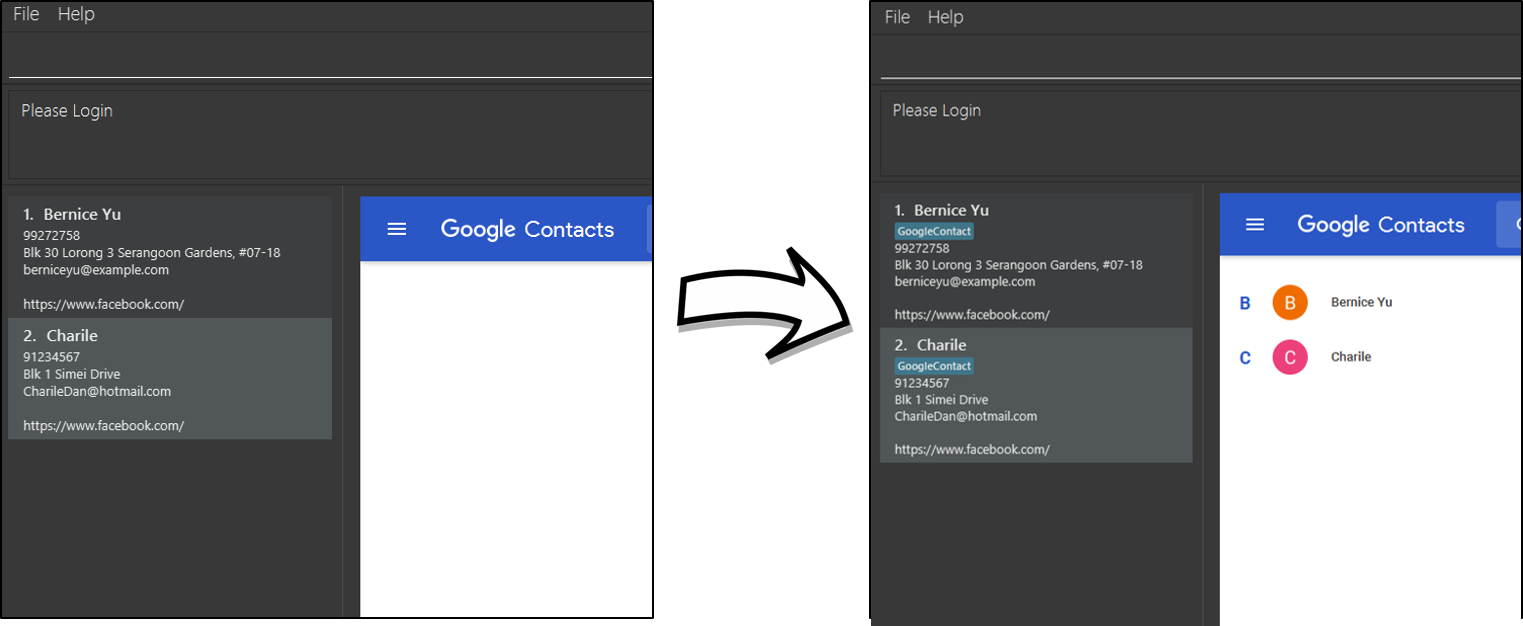 File Help
Please Login
1. Bernice Yu
99272758
Blk 30 Lorong 3 Serangoon Gardens, #07-18
berniceyu@example.com
https://www.facebook.com/
2. Charile
91234567
Blk 1 Simei Drive
CharileDan@hotmail.com
https://www.facebook.com/
Google Contacts
File Help
Please Login
1. Bernice Yu
GoogleContact
99272758
Blk 30 Lorong 3 Serangoon Gardens, #07-18
berniceyu@example.com
https://www.facebook.com/
2. Charile
GoogleContact
91234567
Blk 1 Simei Drive
CharileDan@hotmail.com
https://www.facebook.com/
Google Contacts
B B Bernice Yu
C C Charile